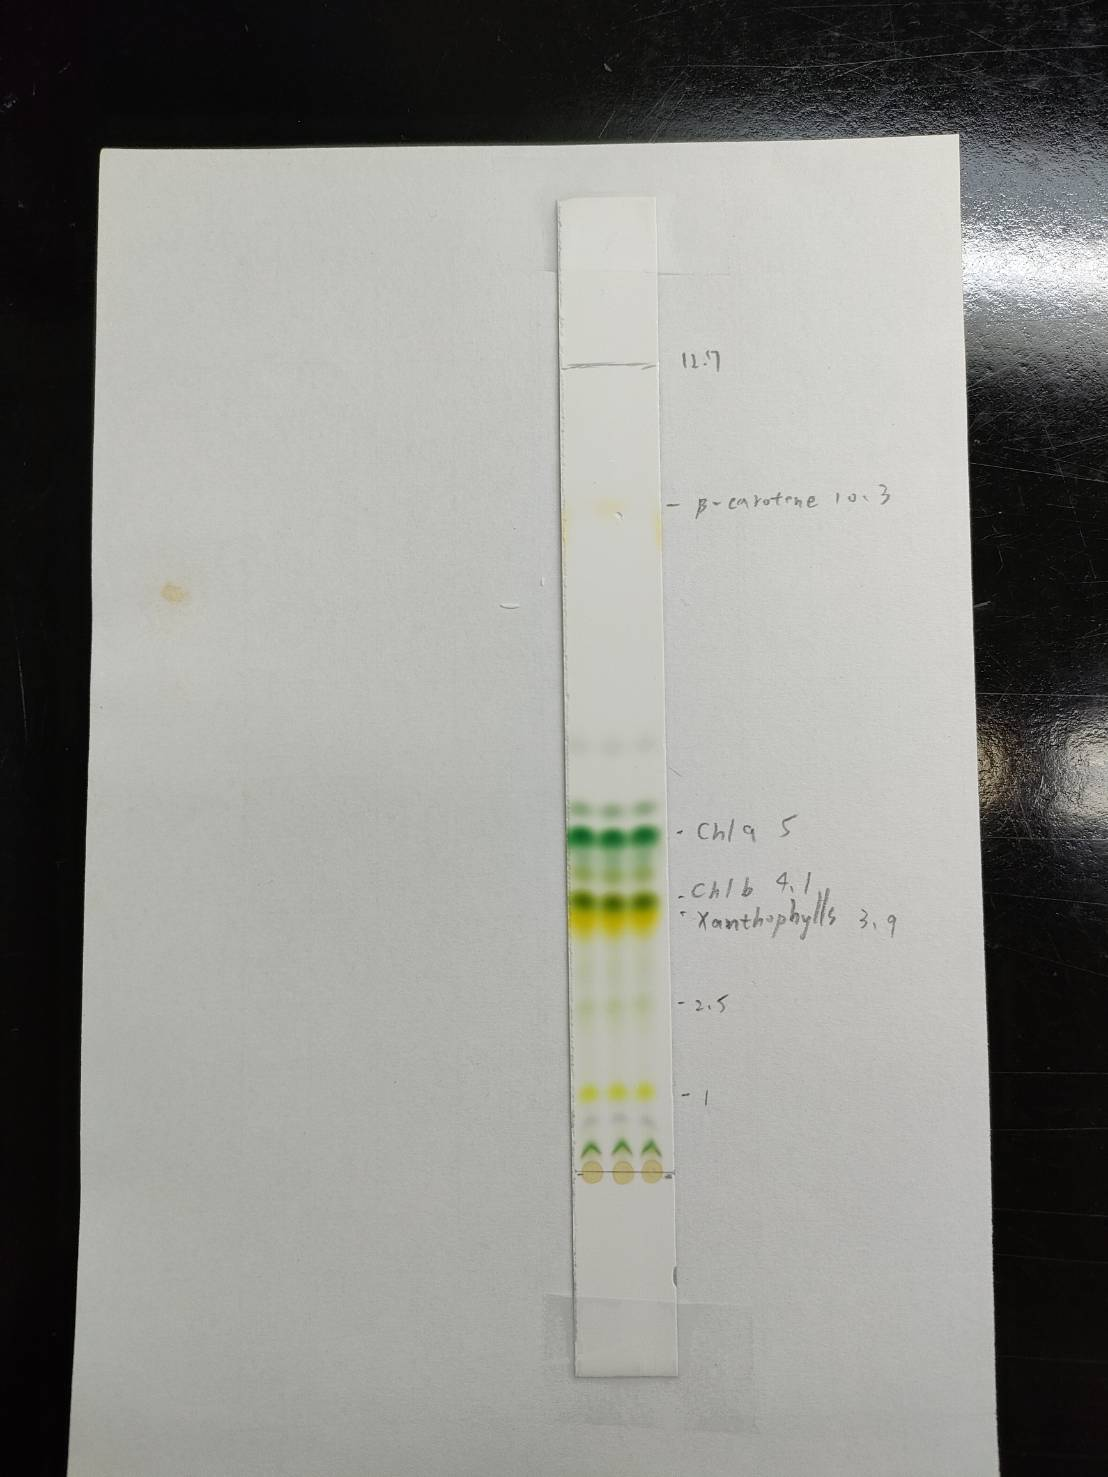 12.7
- β-carotene 10.3
- Chl a 5
- Chl b 4.1
- Xanthophylls 3.9
- 2.5
- 1